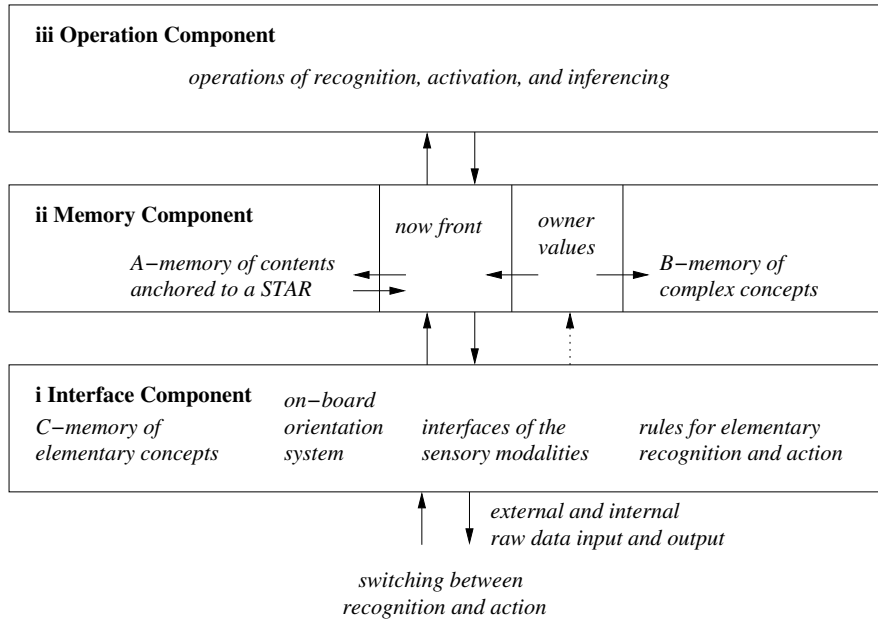 iii Operation Component
operations of recognition, activation, and inferencing
ii Memory Component
now front
owner
values
A−memory of contents
anchored to a STAR
B−memory of
complex concepts
i Interface Component
C−memory of
elementary concepts
on−board
orientation
system
interfaces of the
sensory modalities
rules for elementary
recognition and action
external and internal
raw data input and output
switching between
recognition and action